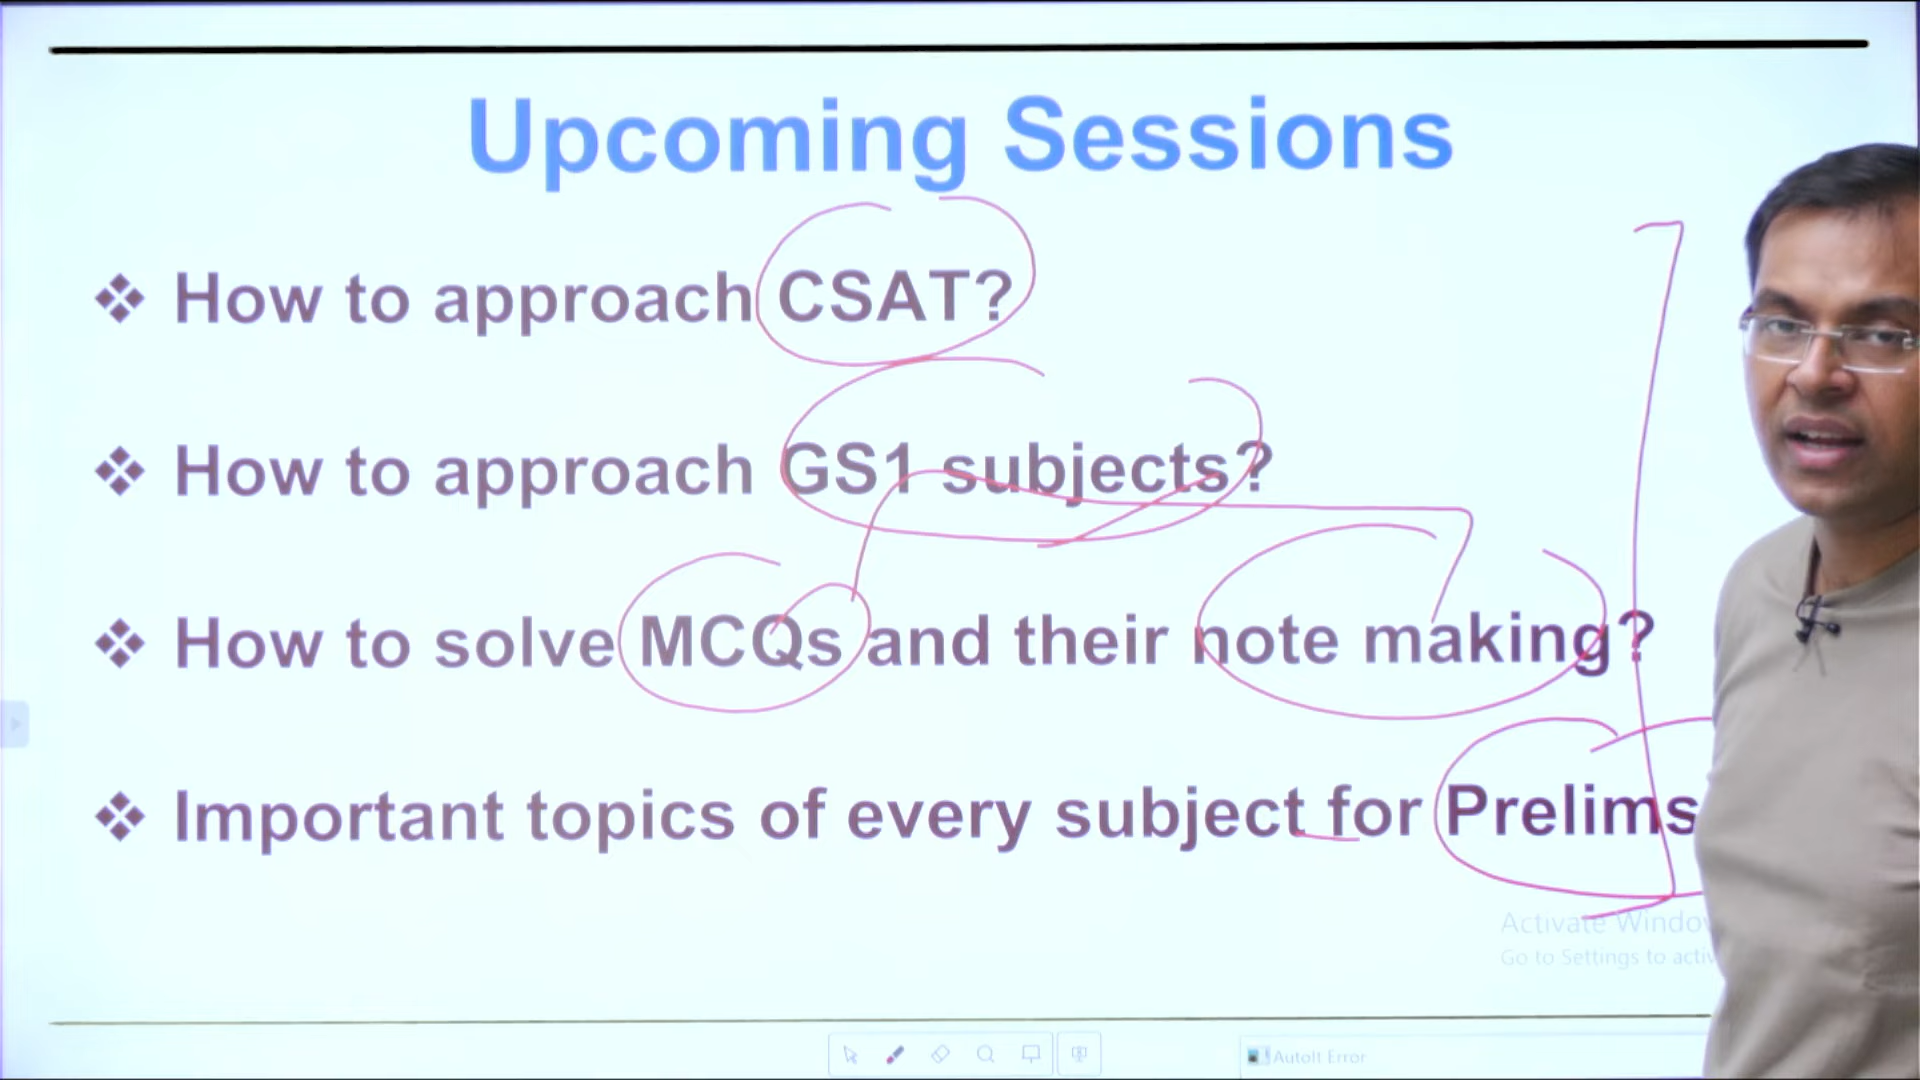 Upcoming Sessions
❖ How to approach CSAT?
❖ How to approach GS1 subjects?
❖ How to solve MCQs and their note making?
❖ Important topics of every subject for Prelims
Activate Windo
Go to Settings to activ
AutoIt Error